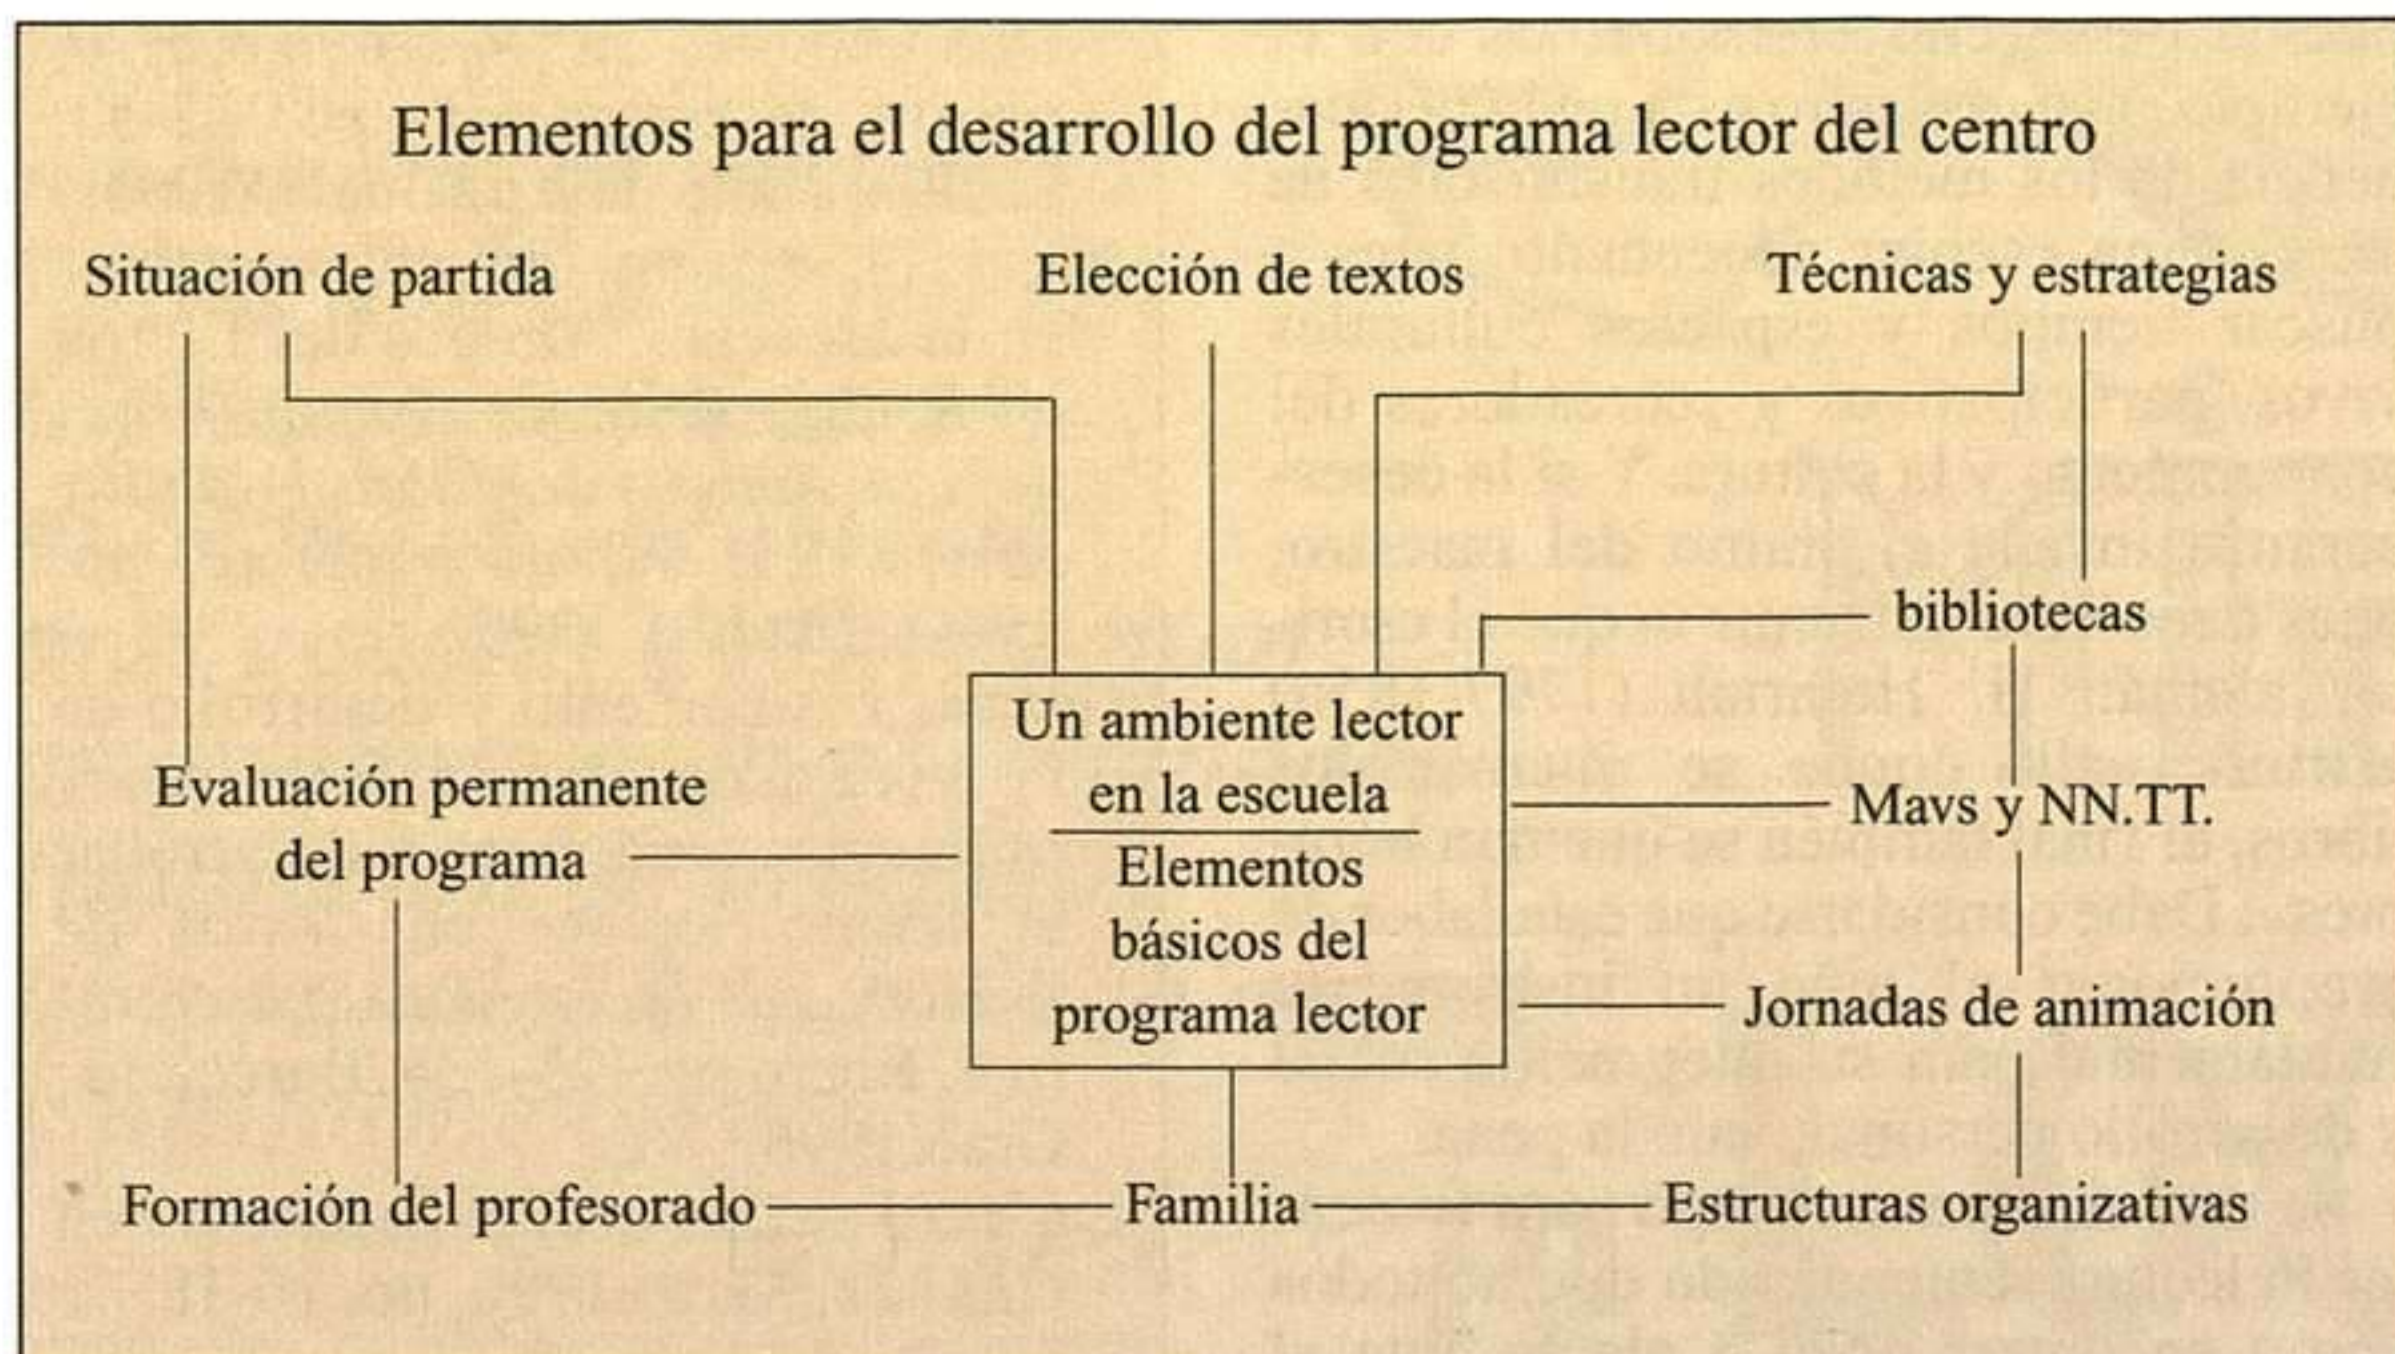 Elementos para el desarrollo del programa lector del centro
Situación de partida
Elección de textos
Técnicas y estrategias
bibliotecas
Un ambiente lector
en la escuela
Elementos
básicos del
programa lector
Evaluación permanente
del programa
Mavs y NN.TT.
Jornadas de animación
Formación del profesorado
Familia
Estructuras organizativas